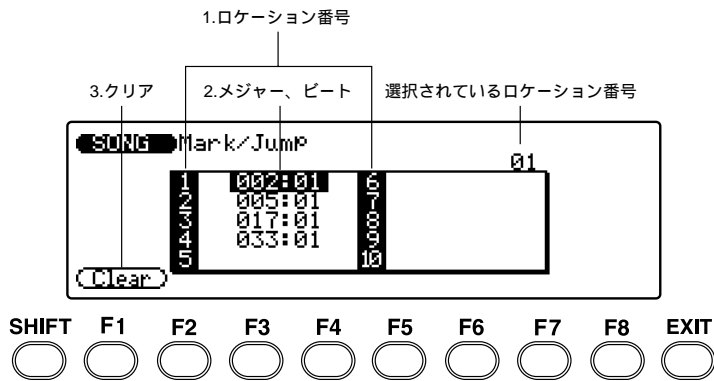 1.ロケーション番号
3.クリア 2.メジャー、ビート 選択されているロケーション番号
SONG Mark/Jump
01
1 002:01 6
2 005:01 7
3 017:01 8
4 033:01 9
5 10
Clear
SHIFT F1 F2 F3 F4 F5 F6 F7 F8 EXIT